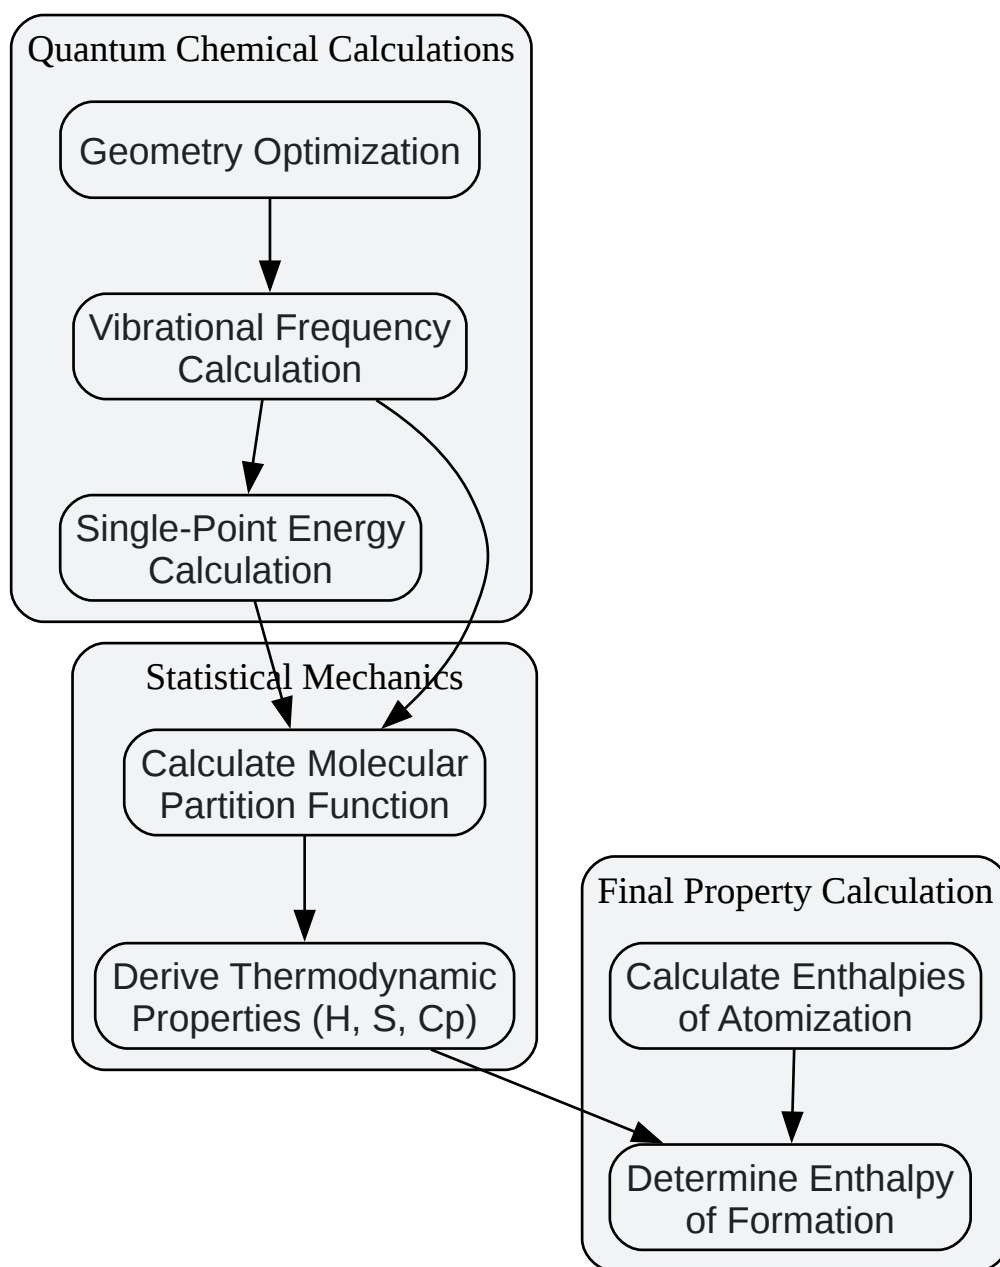 Quantum Chemical Calculations
Geometry Optimization
Vibrational Frequency
Calculation
Single-Point Energy
Calculation
Statistical Mechanics
Calculate Molecular
Partition Function
Derive Thermodynamic
Properties (H, S, Cp)
Final Property Calculation
Calculate Enthalpies
of Atomization
Determine Enthalpy
of Formation